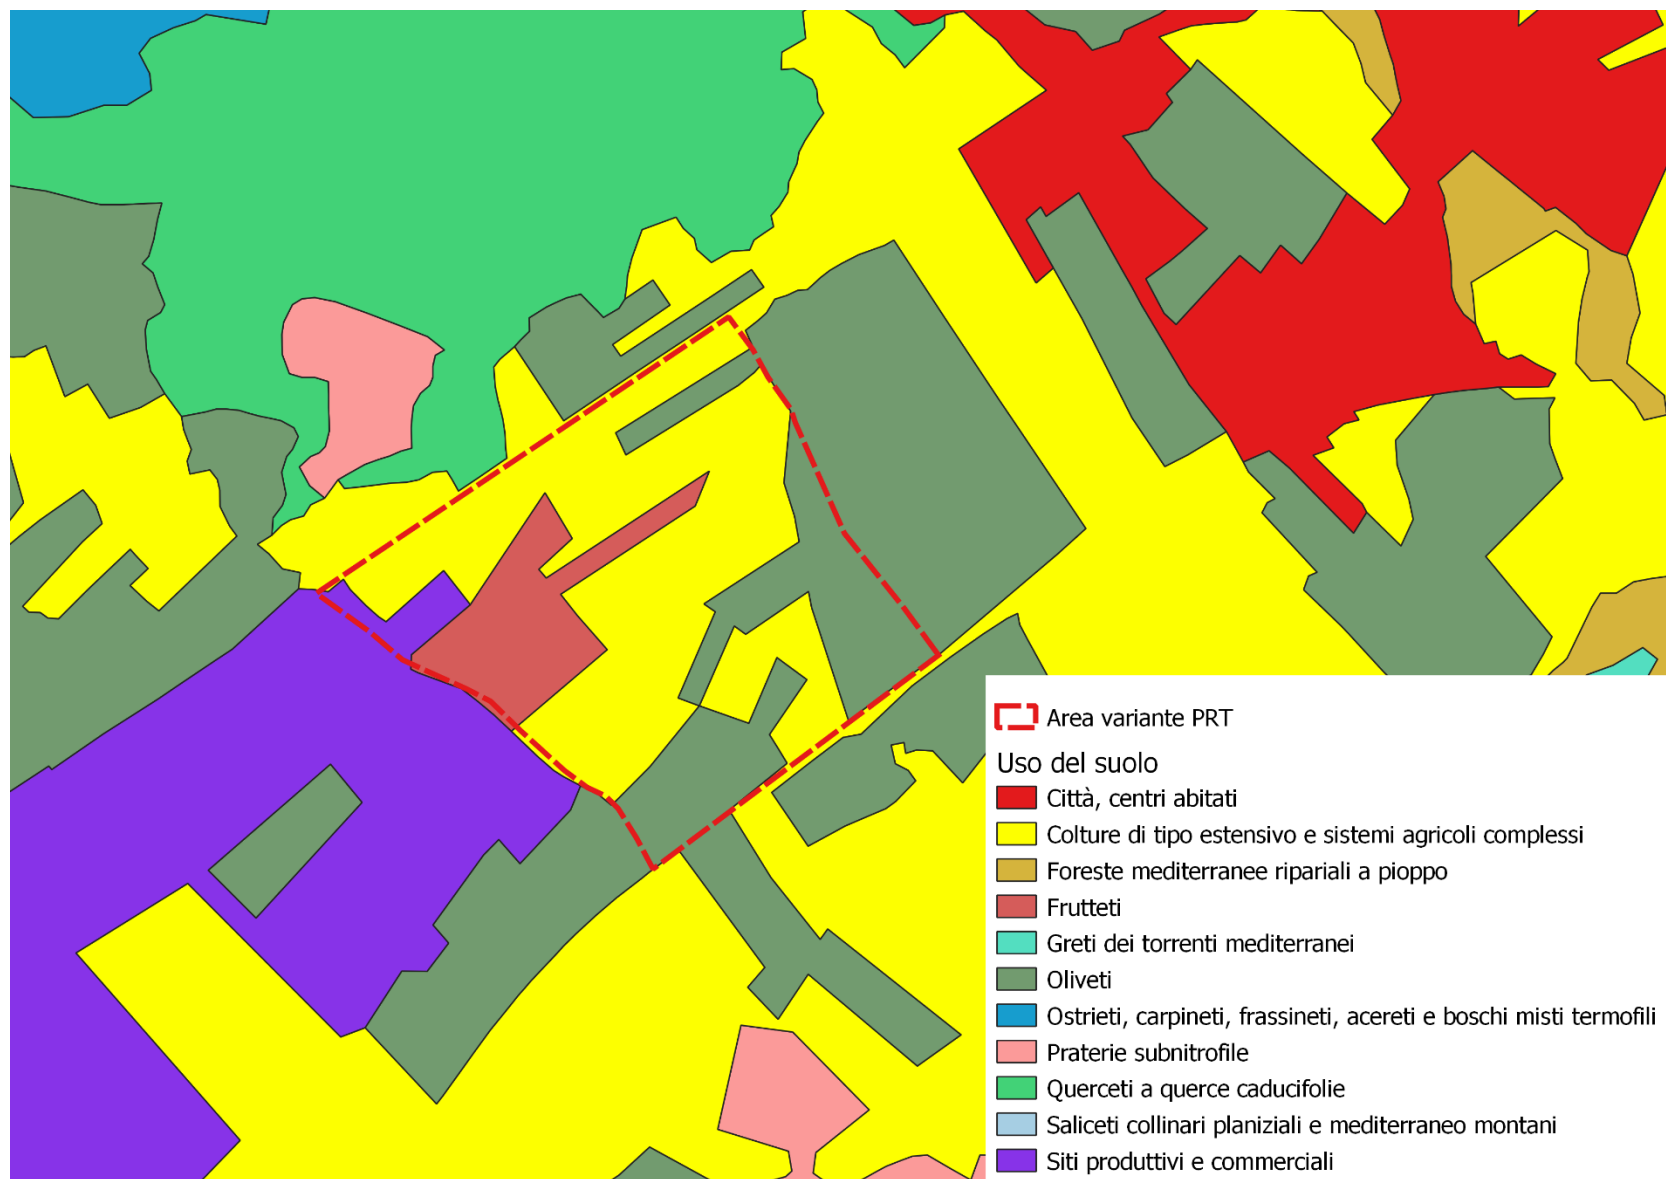 Area variante PRT
Uso del suolo
Città, centri abitati
Colture di tipo estensivo e sistemi agricoli complessi
Foreste mediterranee ripariali a pioppo
Frutteti
Greti dei torrenti mediterranei
Oliveti
Ostrieti, carpineti, frassineti, acereti e boschi misti termofili
Praterie subnitrofile
Querceti a querce caducifolie
Saliceti collinari planiziali e mediterraneo montani
Siti produttivi e commerciali